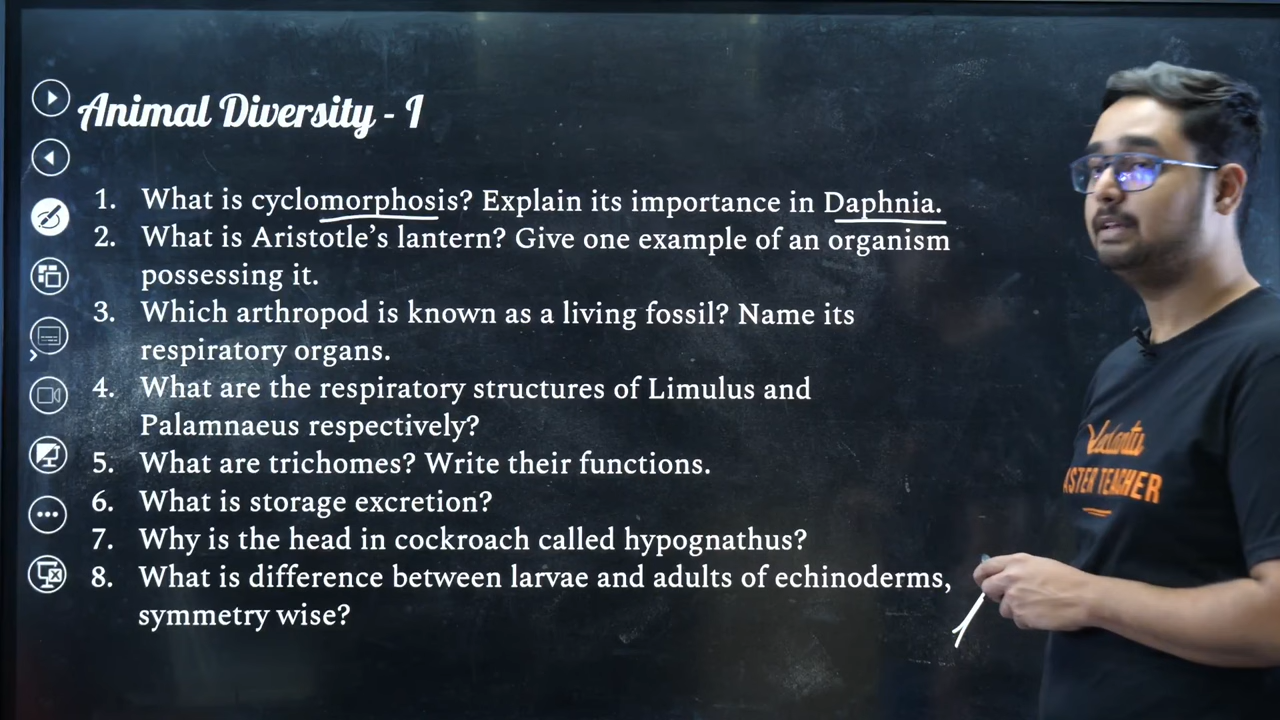 Animal Diversity - I
1. What is cyclomorphosis? Explain its importance in Daphnia.
2. What is Aristotle’s lantern? Give one example of an organism
possessing it.
3. Which arthropod is known as a living fossil? Name its
respiratory organs.
4. What are the respiratory structures of Limulus and
Palamnaeus respectively?
5. What are trichomes? Write their functions.
6. What is storage excretion?
7. Why is the head in cockroach called hypognathus?
8. What is difference between larvae and adults of echinoderms,
symmetry wise?
Vedantu
ASTER TEACHER